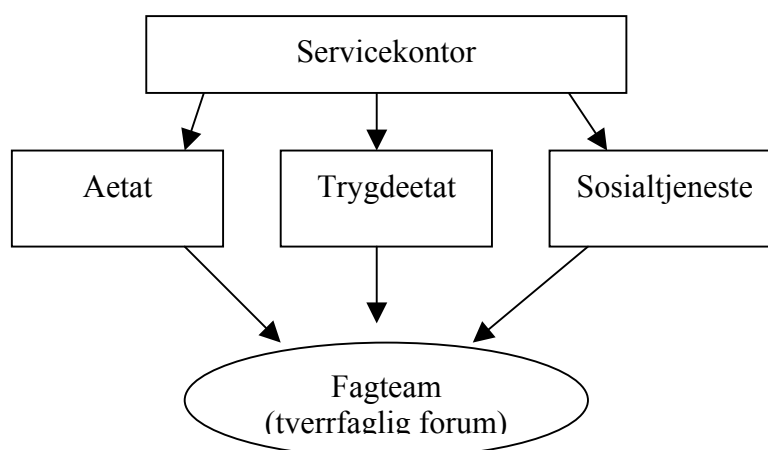 Servicekontor
Aetat
Trygdeetat
Sosialtjeneste
Fagteam
(tverrfaglig forum)